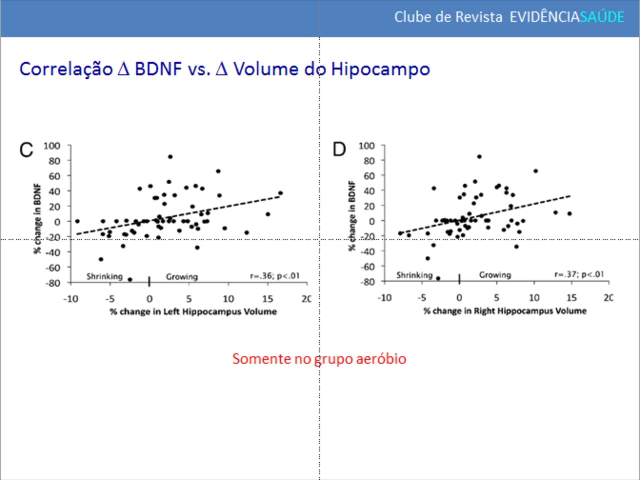 Clube de Revista EVIDÊNCIASAÚDE
Correlação Δ BDNF vs. Δ Volume do Hipocampo
C
% change in BDNF
100
80
60
40
20
0
-20
-40
-60
-80
Shrinking
Growing
r=.36; p<.01
-10
-5
0
5
10
15
20
% change in Left Hippocampus Volume
D
% change in BDNF
100
80
60
40
20
0
-20
-40
-60
-80
Shrinking
Growing
r=.37; p<.01
-10
-5
0
5
10
15
20
% change in Right Hippocampus Volume
Somente no grupo aeróbio